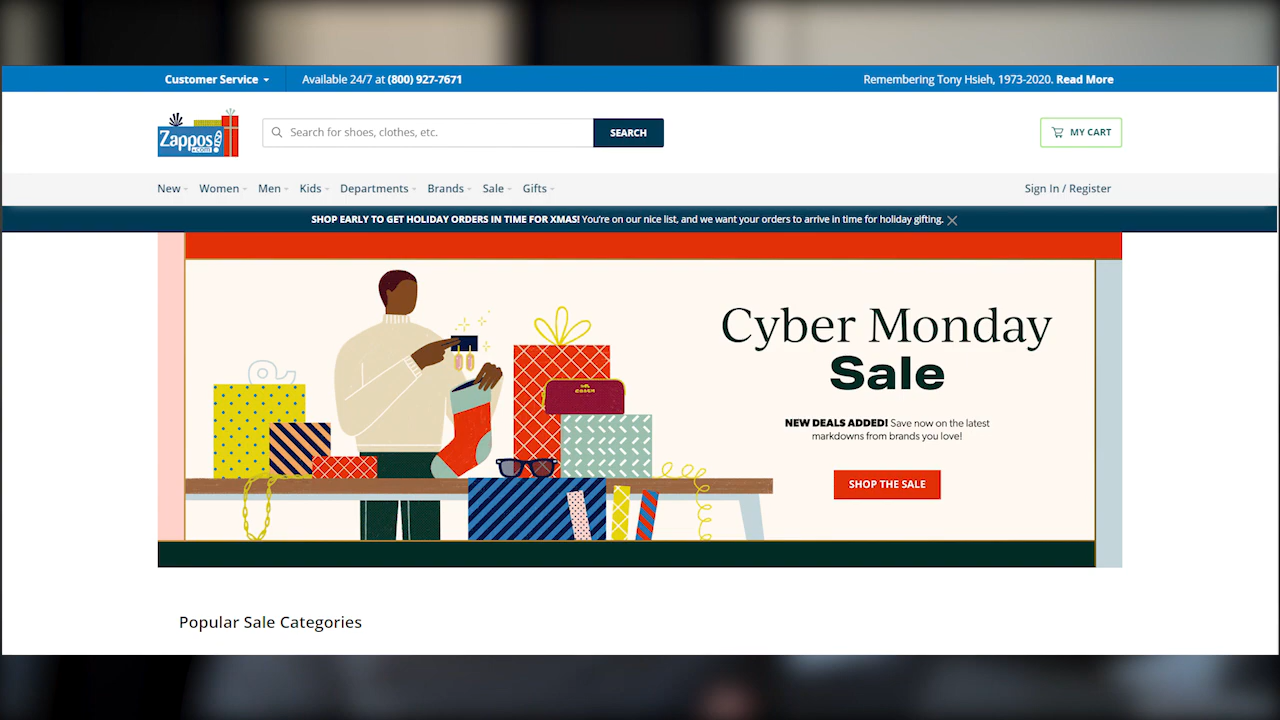 Customer Service
Available 24/7 at (800) 927-7671
Remembering Tony Hsieh, 1973-2020. Read More
Zappos
.com
Search for shoes, clothes, etc.
SEARCH
MY CART
New Women Men Kids Departments Brands Sale Gifts
Sign In / Register
SHOP EARLY TO GET HOLIDAY ORDERS IN TIME FOR XMAS! You're on our nice list, and we want your orders to arrive in time for holiday gifting.
Cyber Monday
Sale
COACH
NEW DEALS ADDED! Save now on the latest
markdowns from brands you love!
SHOP THE SALE
Popular Sale Categories